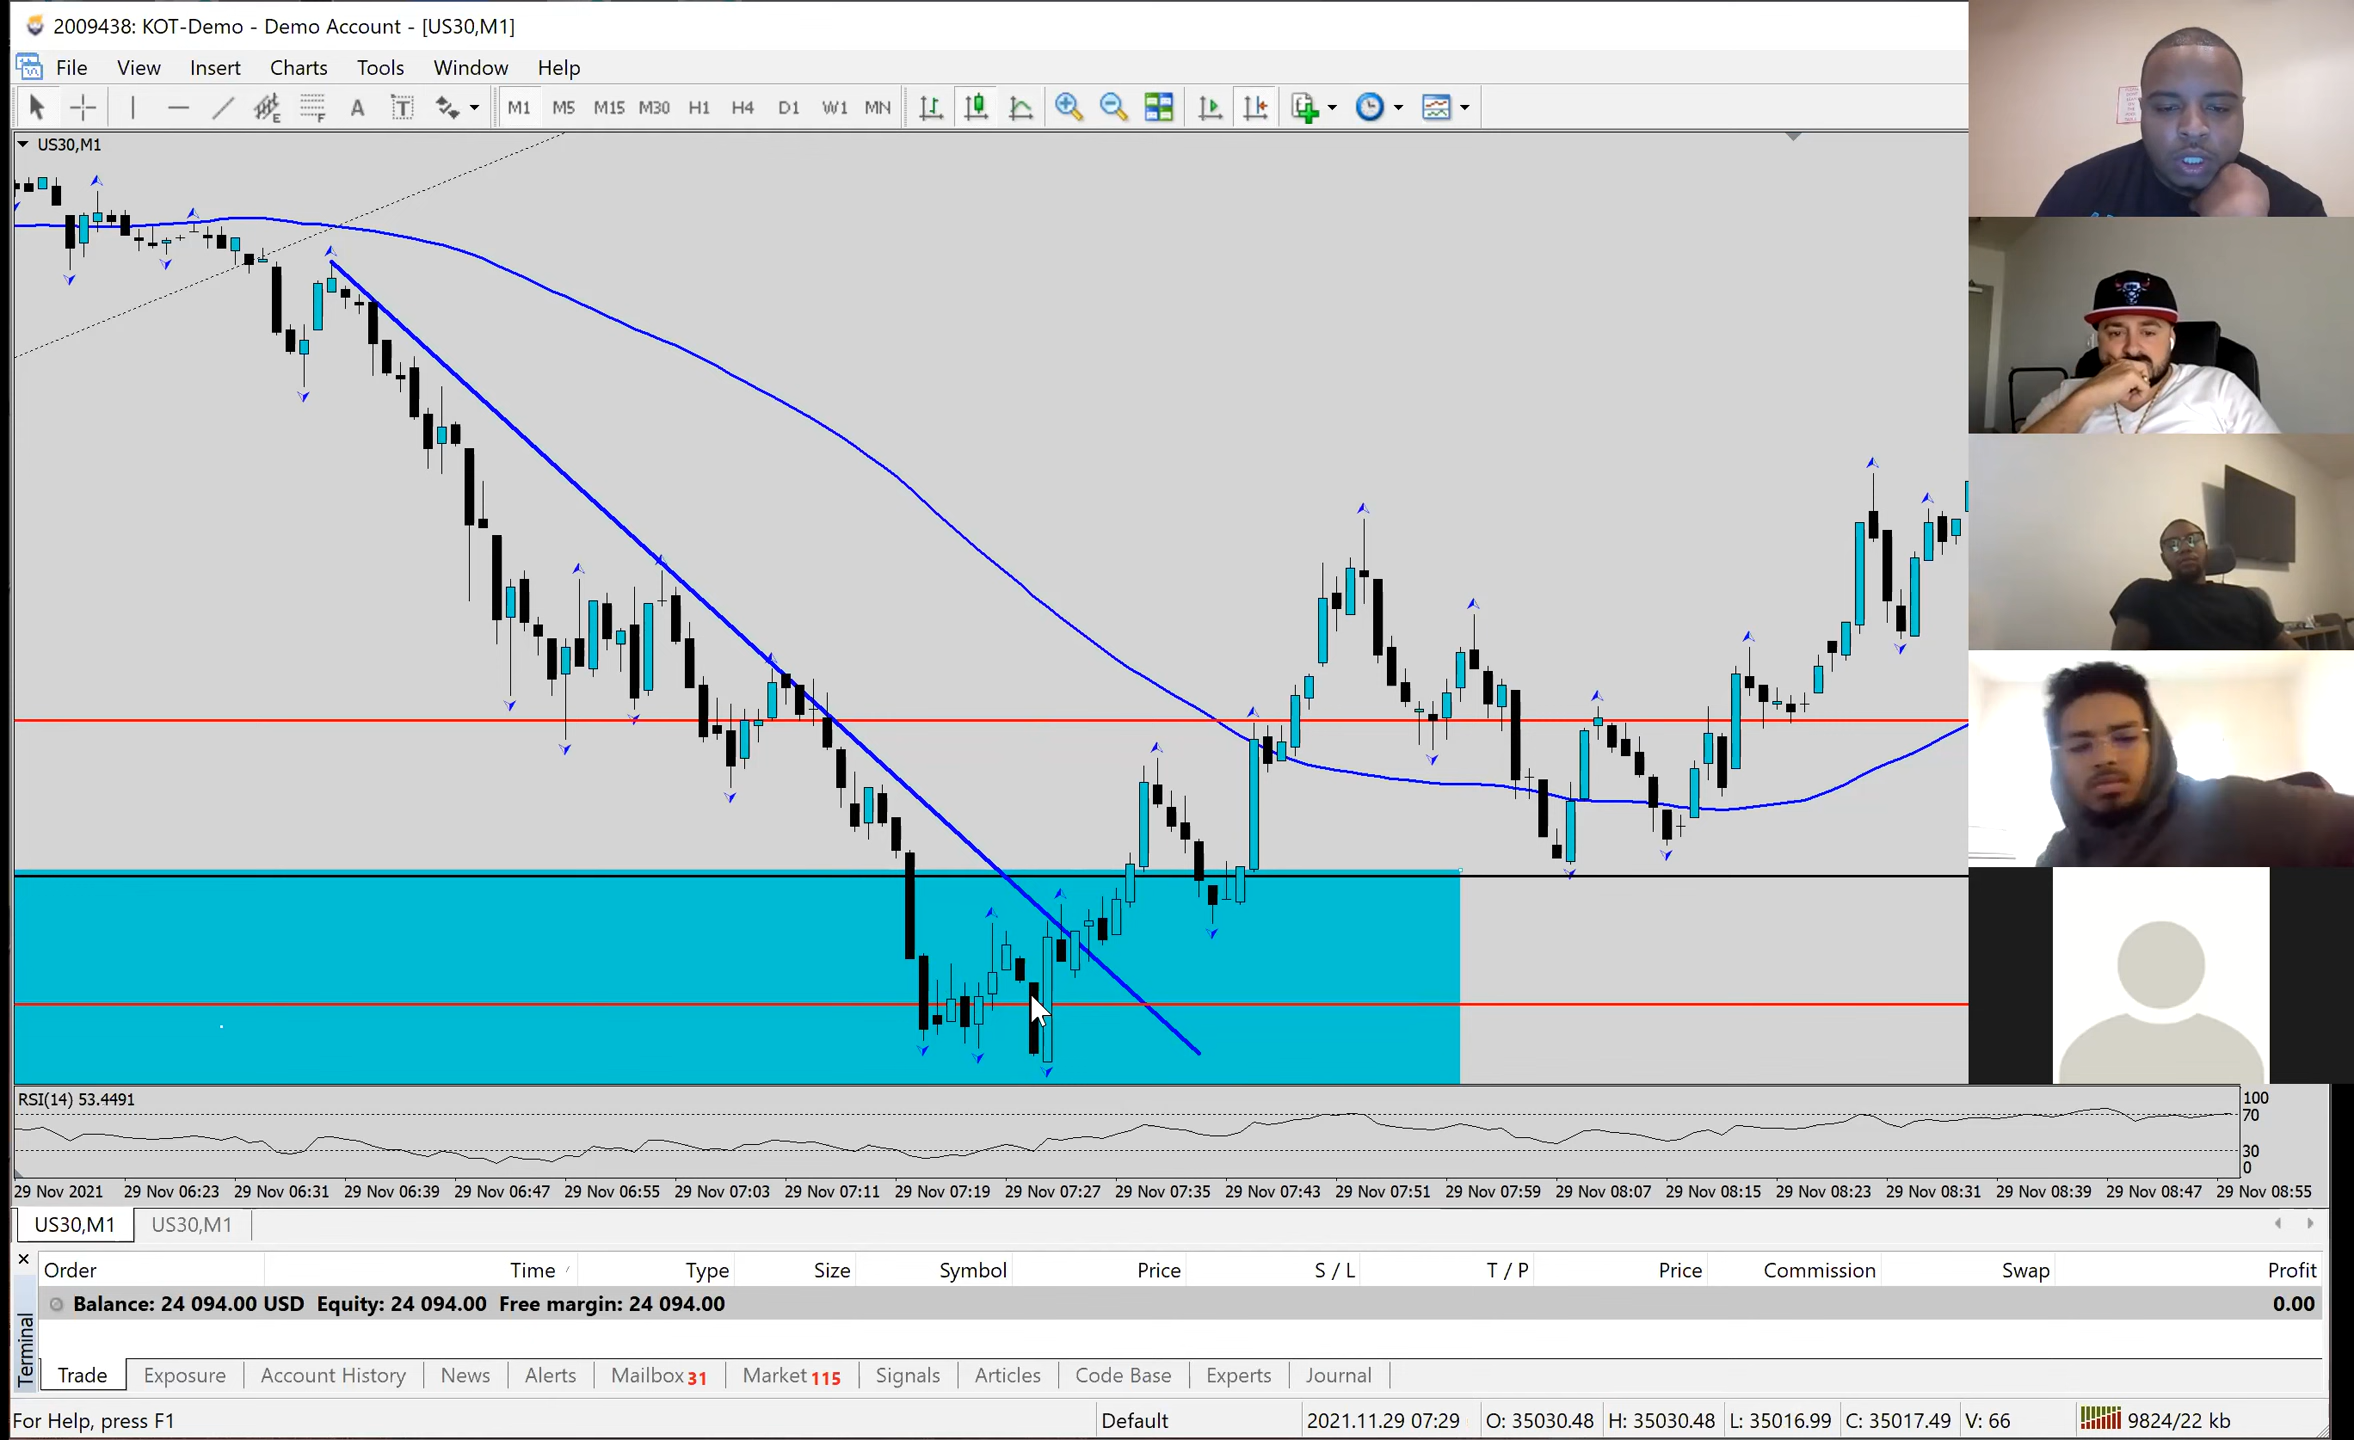 2009438: KOT-Demo - Demo Account - [US30,M1]
File View Insert Charts Tools Window Help
A T M1 M5 M15 M30 H1 H4 D1 W1 MN
US30,M1
RSI(14) 53.4491
100
70
30
0
29 Nov 2021 29 Nov 06:23 29 Nov 06:31 29 Nov 06:39 29 Nov 06:47 29 Nov 06:55 29 Nov 07:03 29 Nov 07:11 29 Nov 07:19 29 Nov 07:27 29 Nov 07:35 29 Nov 07:43 29 Nov 07:51 29 Nov 07:59 29 Nov 08:07 29 Nov 08:15 29 Nov 08:23 29 Nov 08:31 29 Nov 08:39 29 Nov 08:47 29 Nov 08:55
US30,M1 US30,M1
Order Time Type Size Symbol Price S / L T / P Price Commission Swap Profit
Balance: 24 094.00 USD Equity: 24 094.00 Free margin: 24 094.00 0.00
Terminal
Trade Exposure Account History News Alerts Mailbox 31 Market 115 Signals Articles Code Base Experts Journal
For Help, press F1 Default 2021.11.29 07:29 O: 35030.48 H: 35030.48 L: 35016.99 C: 35017.49 V: 66 9824/22 kb